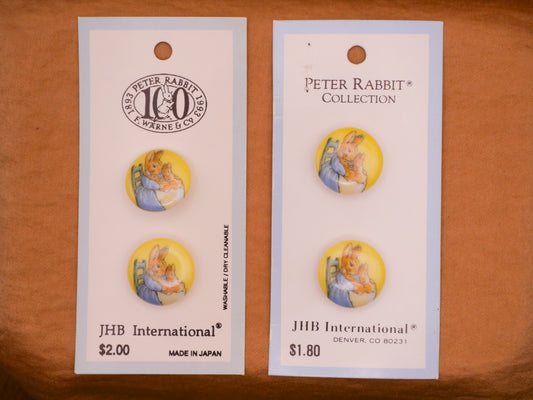 PETER RABBIT
1893 100 1993
F. WARNE & Co
WASHABLE / DRY CLEANABLE
JHB International®
$2.00
MADE IN JAPAN
PETER RABBIT®
COLLECTION
JHB International®
DENVER, CO 80231
$1.80